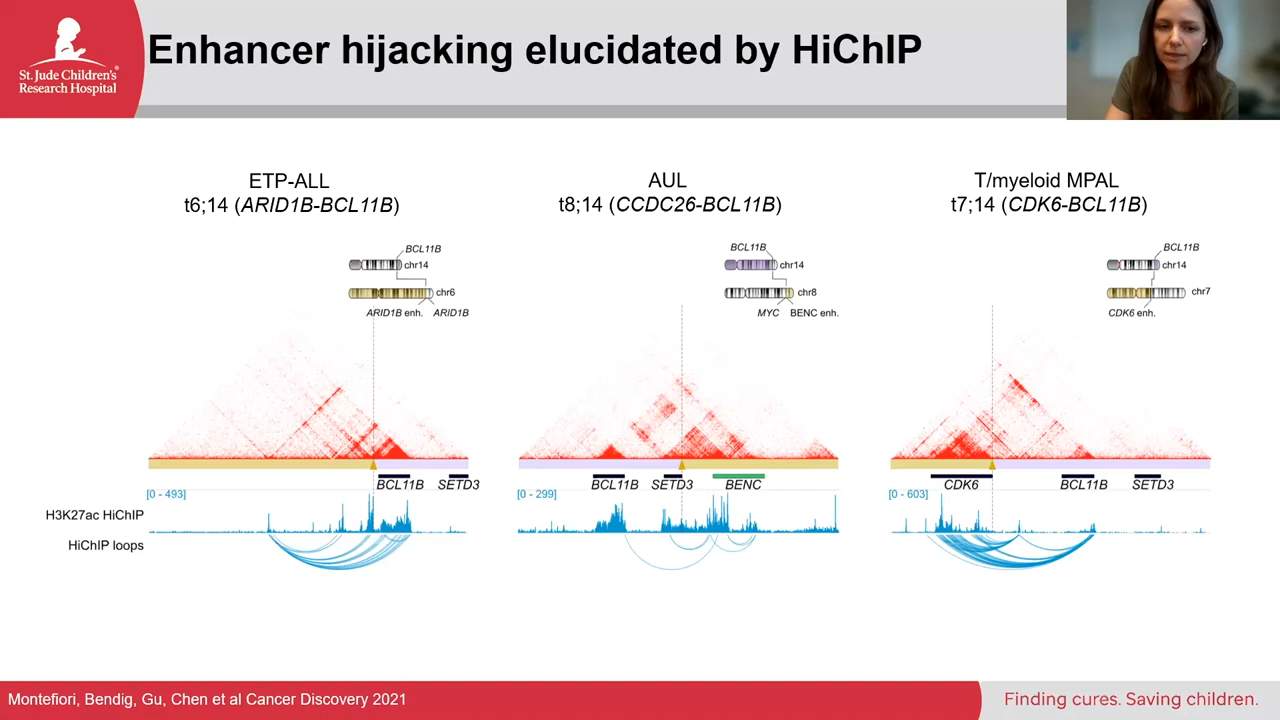 St. Jude Children's®
Research Hospital
Enhancer hijacking elucidated by HiChIP
ETP-ALL
t6;14 (ARID1B-BCL11B)
BCL11B
chr14
chr6
ARID1B enh. ARID1B
BCL11B SETD3
[0 - 493]
AUL
t8;14 (CCDC26-BCL11B)
BCL11B
chr14
chr8
MYC BENC enh.
BCL11B SETD3 BENC
[0 - 299]
T/myeloid MPAL
t7;14 (CDK6-BCL11B)
BCL11B
chr14
chr7
CDK6 enh.
CDK6 BCL11B SETD3
[0 - 603]
H3K27ac HiChIP
HiChIP loops
Montefiori, Bendig, Gu, Chen et al Cancer Discovery 2021
Finding cures. Saving children.